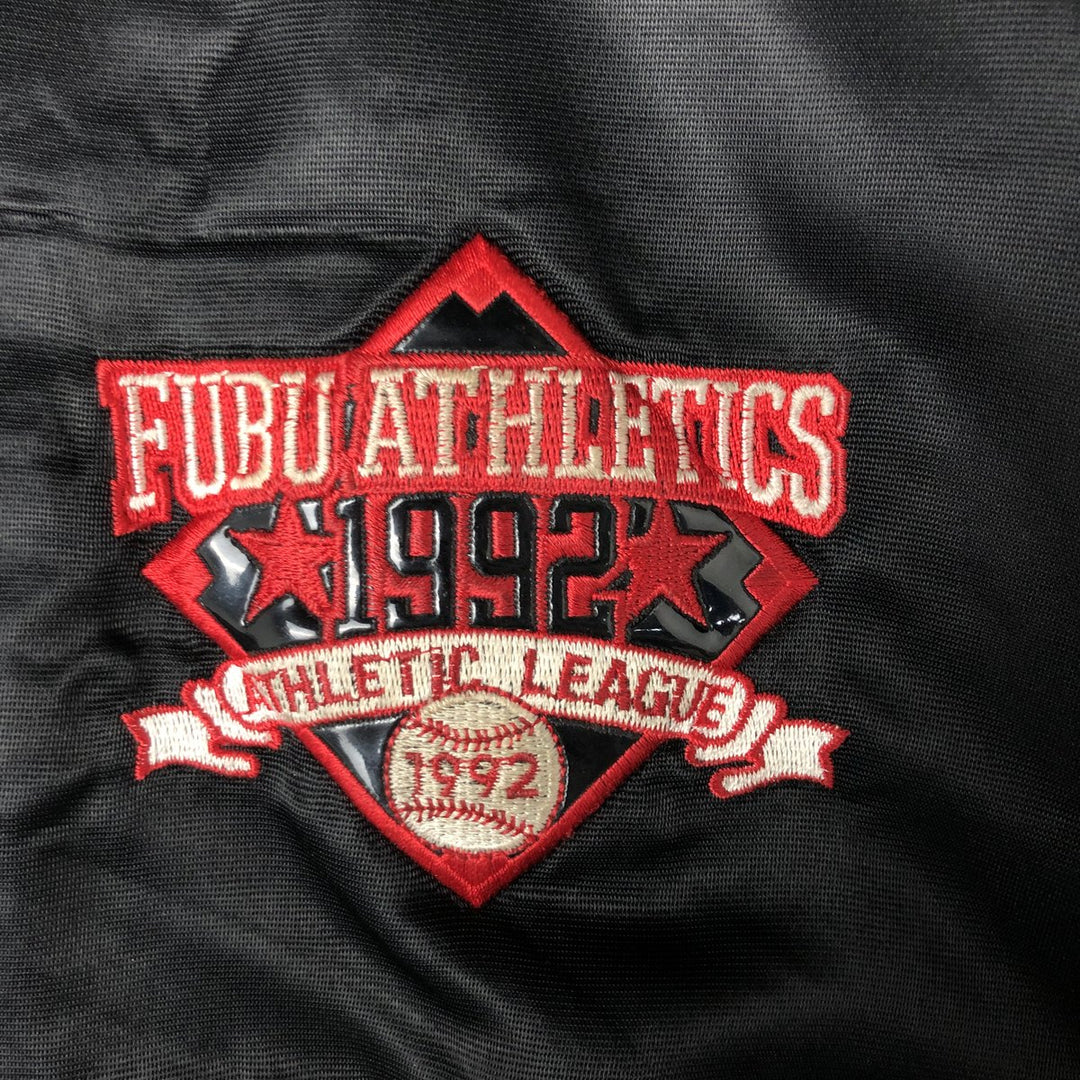 FUBU ATHLETICS
'1992'
ATHLETIC LEAGUE
1992